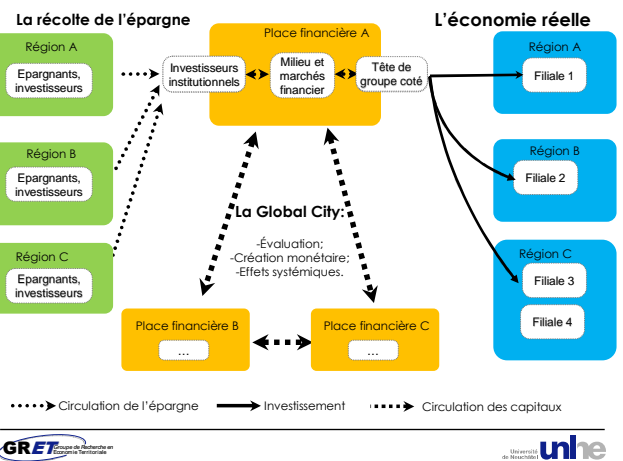 La récolte de l'épargne
L'économie réelle
Région A
Epargnants,
investisseurs
Région B
Epargnants,
investisseurs
Région C
Epargnants,
investisseurs
Place financière A
Investisseurs
institutionnels
Milieu et
marchés
financier
Tête de
groupe coté
Région A
Filiale 1
Région B
Filiale 2
Région C
Filiale 3
Filiale 4
La Global City:
-Évaluation;
-Création monétaire;
-Effets systémiques.
Place financière B
...
Place financière C
...
Circulation de l'épargne
Investissement
Circulation des capitaux
GRET
Groupe de Recherche en
Economie Territoriale
Université
de Neuchâtel
unine